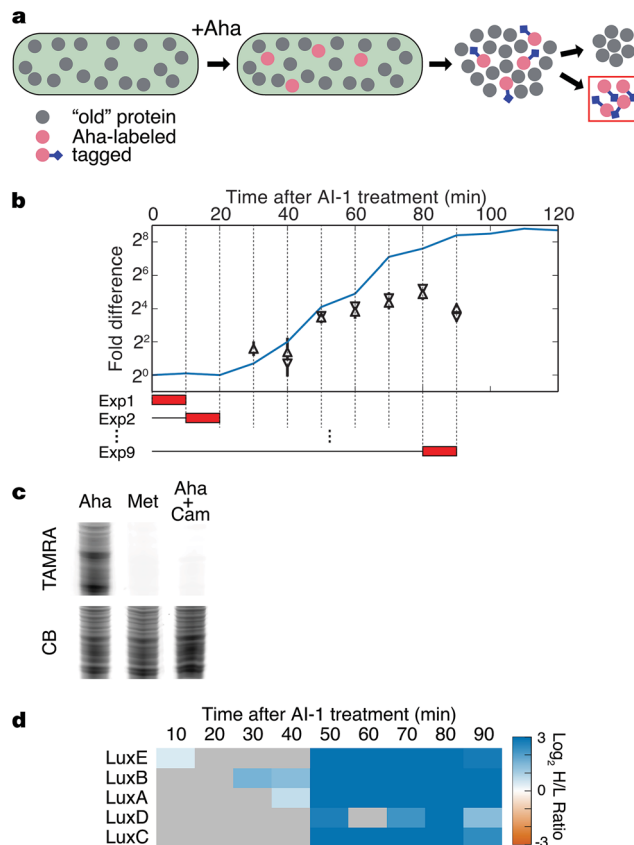 a
+Aha
"old" protein
Aha-labeled
tagged
b
Time after AI-1 treatment (min)
0 20 40 60 80 100 120
Fold difference
2⁸
2⁶
2⁴
2²
2⁰
Exp1
Exp2
Exp9
c
Aha Met Aha + Cam
TAMRA
CB
d
Time after AI-1 treatment (min)
10 20 30 40 50 60 70 80 90
LuxE
LuxB
LuxA
LuxD
LuxC
3
0
-3
Log₂ H/L Ratio